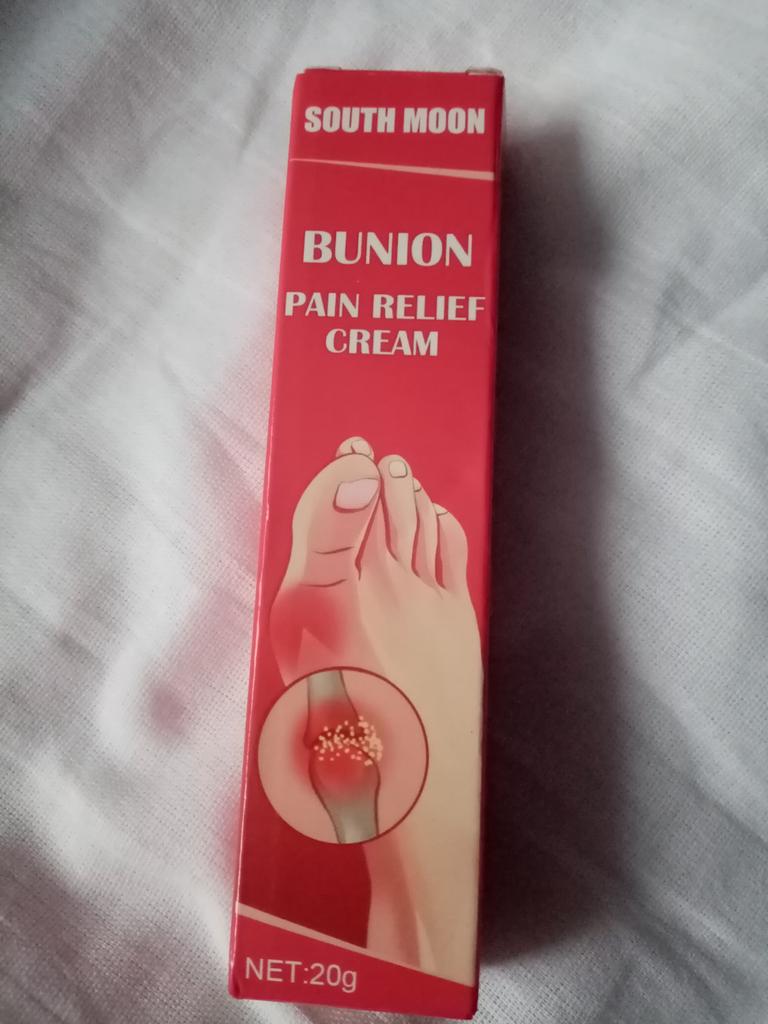 SOUTH MOON
BUNION
PAIN RELIEF
CREAM
NET:20g